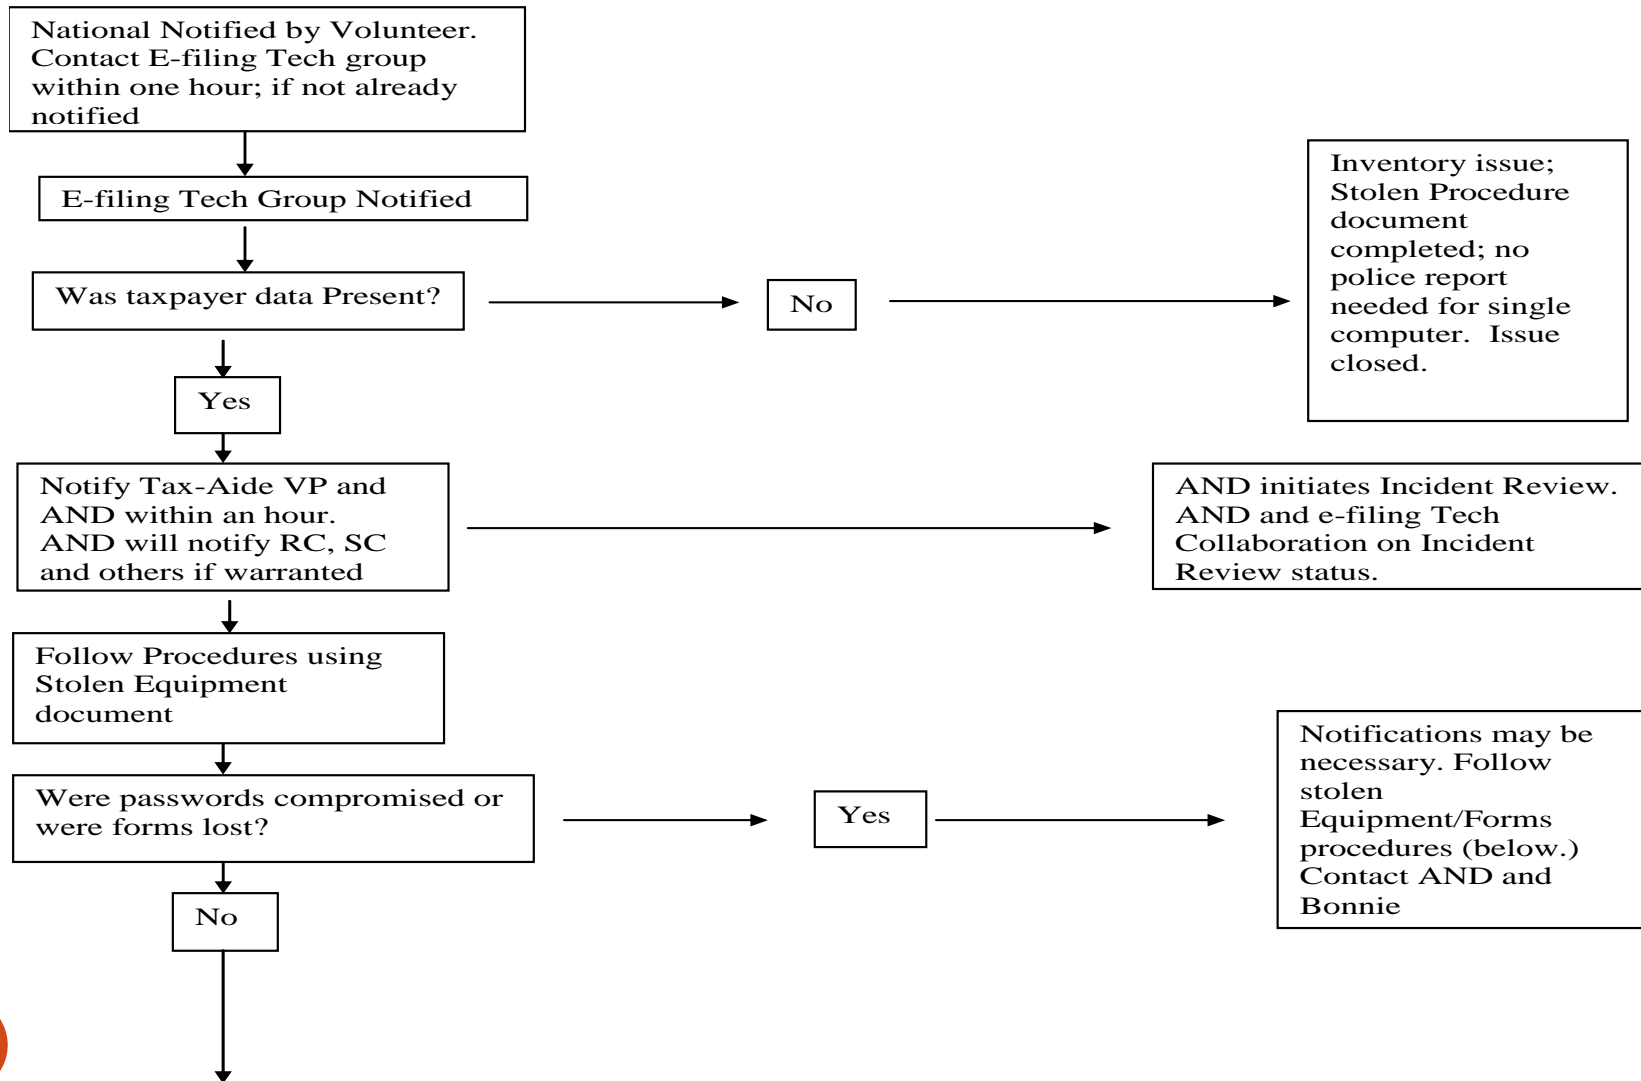 National Notified by Volunteer.
Contact E-filing Tech group
within one hour; if not already
notified
E-filing Tech Group Notified
Was taxpayer data Present?
No
Inventory issue;
Stolen Procedure
document
completed; no
police report
needed for single
computer.  Issue
closed.
Yes
Notify Tax-Aide VP and
AND within an hour.
AND will notify RC, SC
and others if warranted
AND initiates Incident Review.
AND and e-filing Tech
Collaboration on Incident
Review status.
Follow Procedures using
Stolen Equipment
document
Were passwords compromised or
were forms lost?
Yes
Notifications may be
necessary. Follow
stolen
Equipment/Forms
procedures (below.)
Contact AND and
Bonnie
No